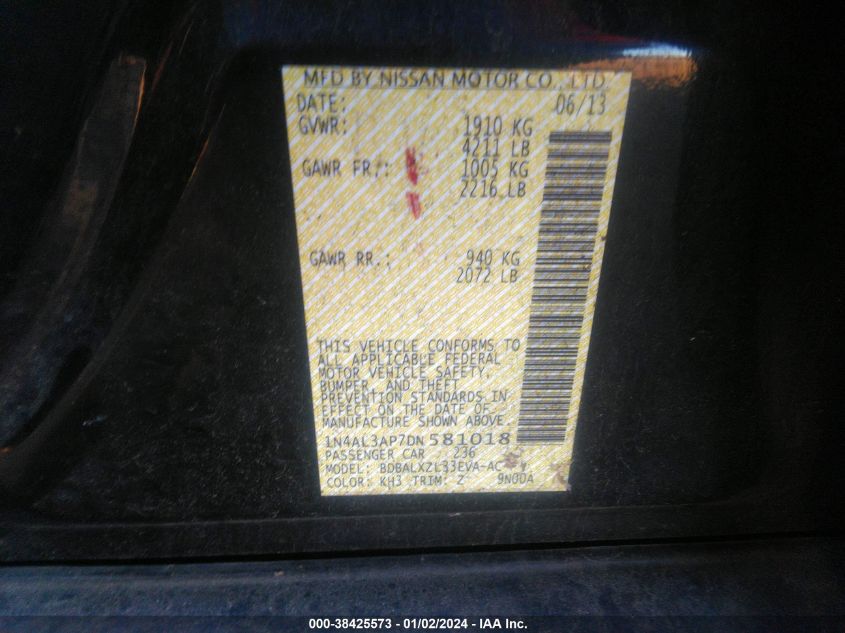 MFD BY NISSAN MOTOR CO., LTD
DATE: 06/13
GVWR: 1910 KG
4211 LB
GAWR FR.: 1005 KG
2216 LB
GAWR RR.: 940 KG
2072 LB
THIS VEHICLE CONFORMS TO
ALL APPLICABLE FEDERAL
MOTOR VEHICLE SAFETY,
BUMPER, AND THEFT
PREVENTION STANDARDS IN
EFFECT ON THE DATE OF
MANUFACTURE SHOWN ABOVE.
1N4AL3AP7DN581018
PASSENGER CAR 236
MODEL: BDBALXZL33EVA-AC
COLOR: KH3 TRIM: Z 9N0DA
000-38425573 - 01/02/2024 - IAA Inc.